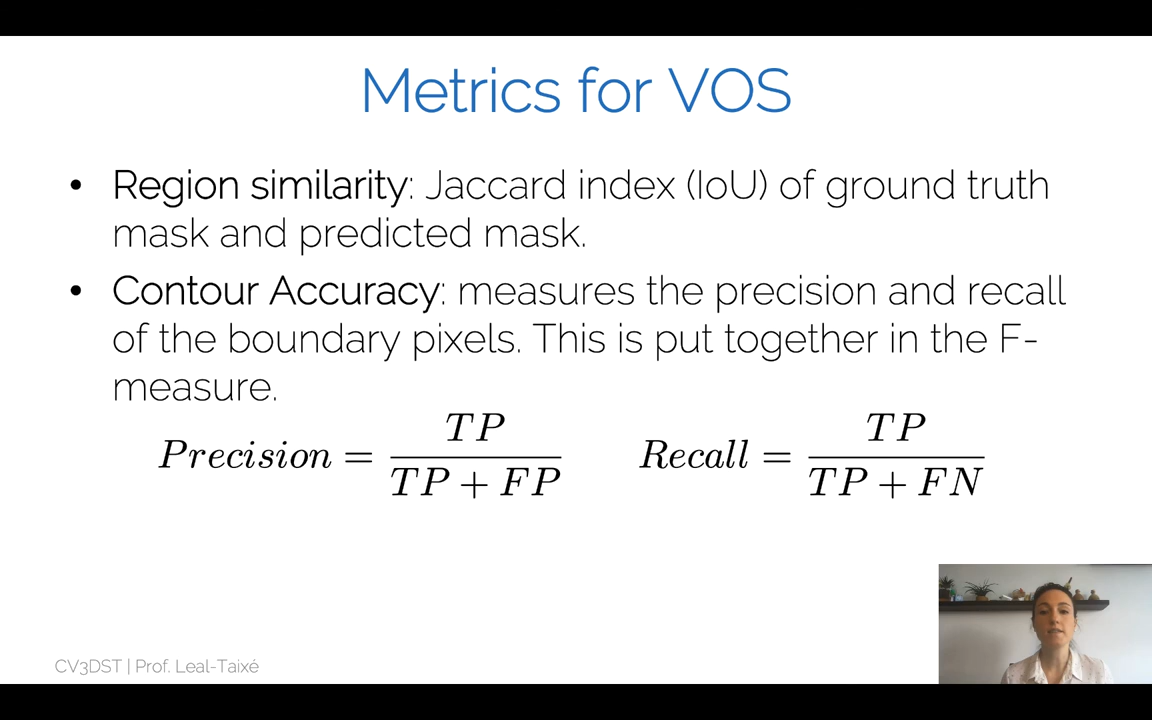 Metrics for VOS
• Region similarity: Jaccard index (IoU) of ground truth
mask and predicted mask.
• Contour Accuracy: measures the precision and recall
of the boundary pixels. This is put together in the F-
measure.
Precision = TP / (TP + FP)    Recall = TP / (TP + FN)
CV3DST | Prof. Leal-Taixé